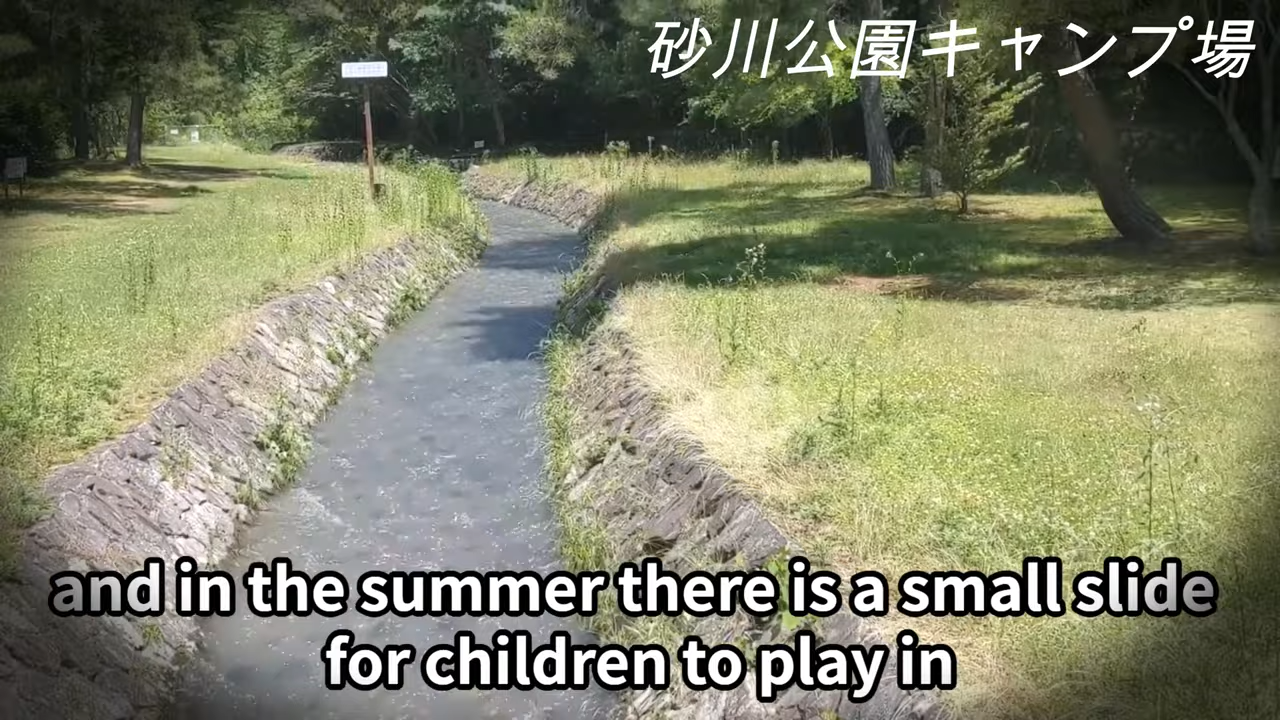 砂川公園キャンプ場
and in the summer there is a small slide
for children to play in